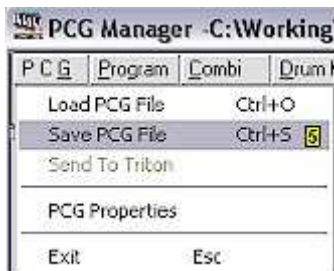 PCG Manager -C:\Working
PCG Program Combi Drum
Load PCG File Ctrl+O
Save PCG File Ctrl+S 5
Send To Triton
PCG Properties
Exit Esc